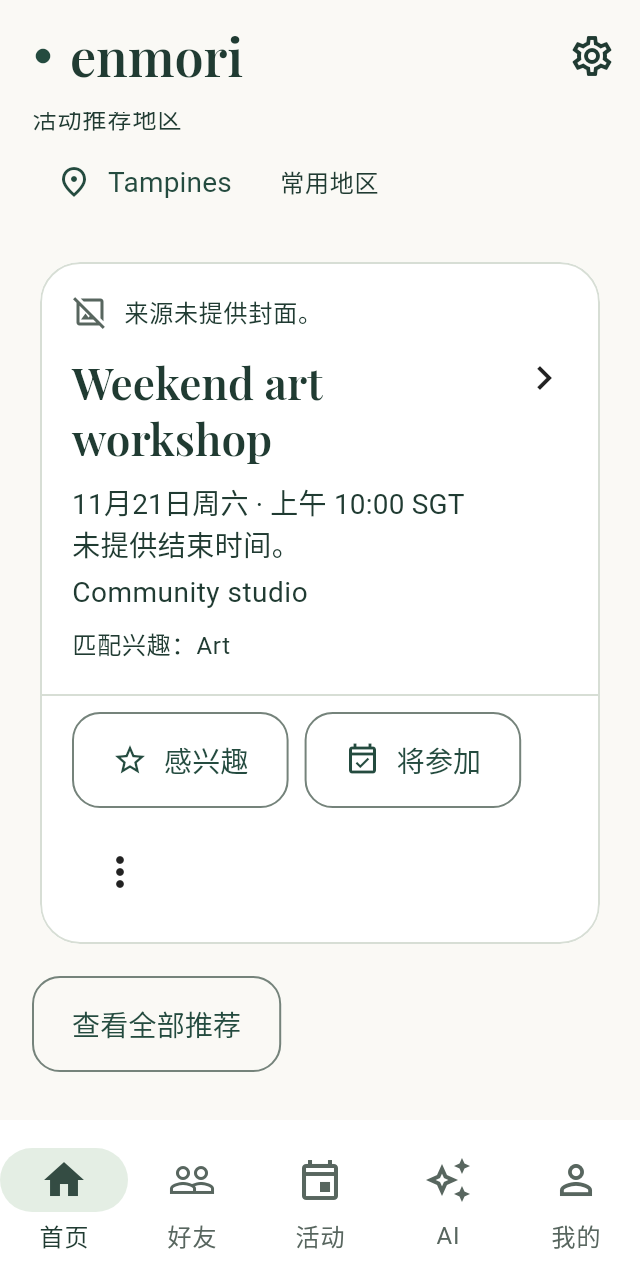 enmori
活动推荐地区
Tampines 常用地区
来源未提供封面。
Weekend art
workshop
11月21日周六 · 上午 10:00 SGT
未提供结束时间。
Community studio
匹配兴趣：Art
感兴趣 将参加
查看全部推荐
首页 好友 活动 AI 我的